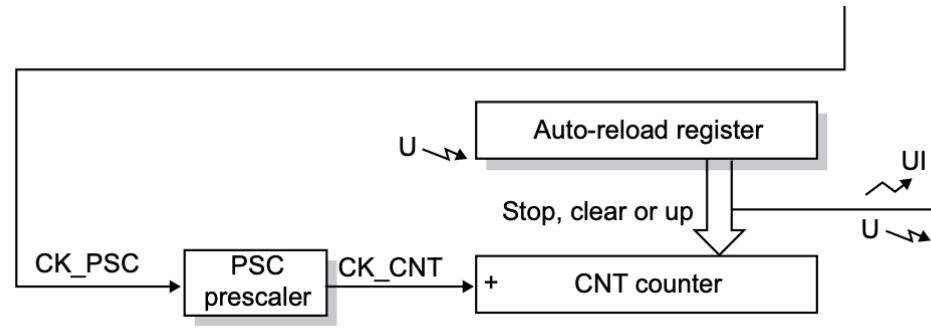 Auto-reload register
U
UI
Stop, clear or up
U
CK_PSC
PSC
prescaler
CK_CNT
+
CNT counter